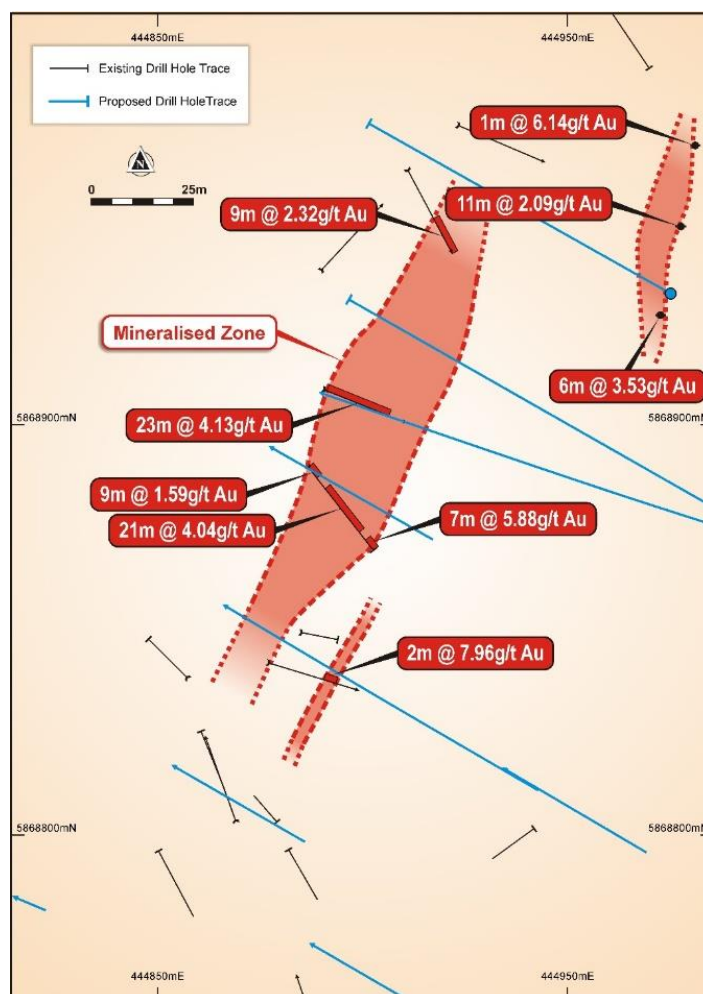 444850mE
444950mE
Existing Drill Hole Trace
Proposed Drill HoleTrace
N
0
25m
1m @ 6.14g/t Au
11m @ 2.09g/t Au
9m @ 2.32g/t Au
Mineralised Zone
6m @ 3.53g/t Au
5868900mN
5868900mN
23m @ 4.13g/t Au
9m @ 1.59g/t Au
21m @ 4.04g/t Au
7m @ 5.88g/t Au
2m @ 7.96g/t Au
5868800mN
5868800mN
444850mE
444950mE